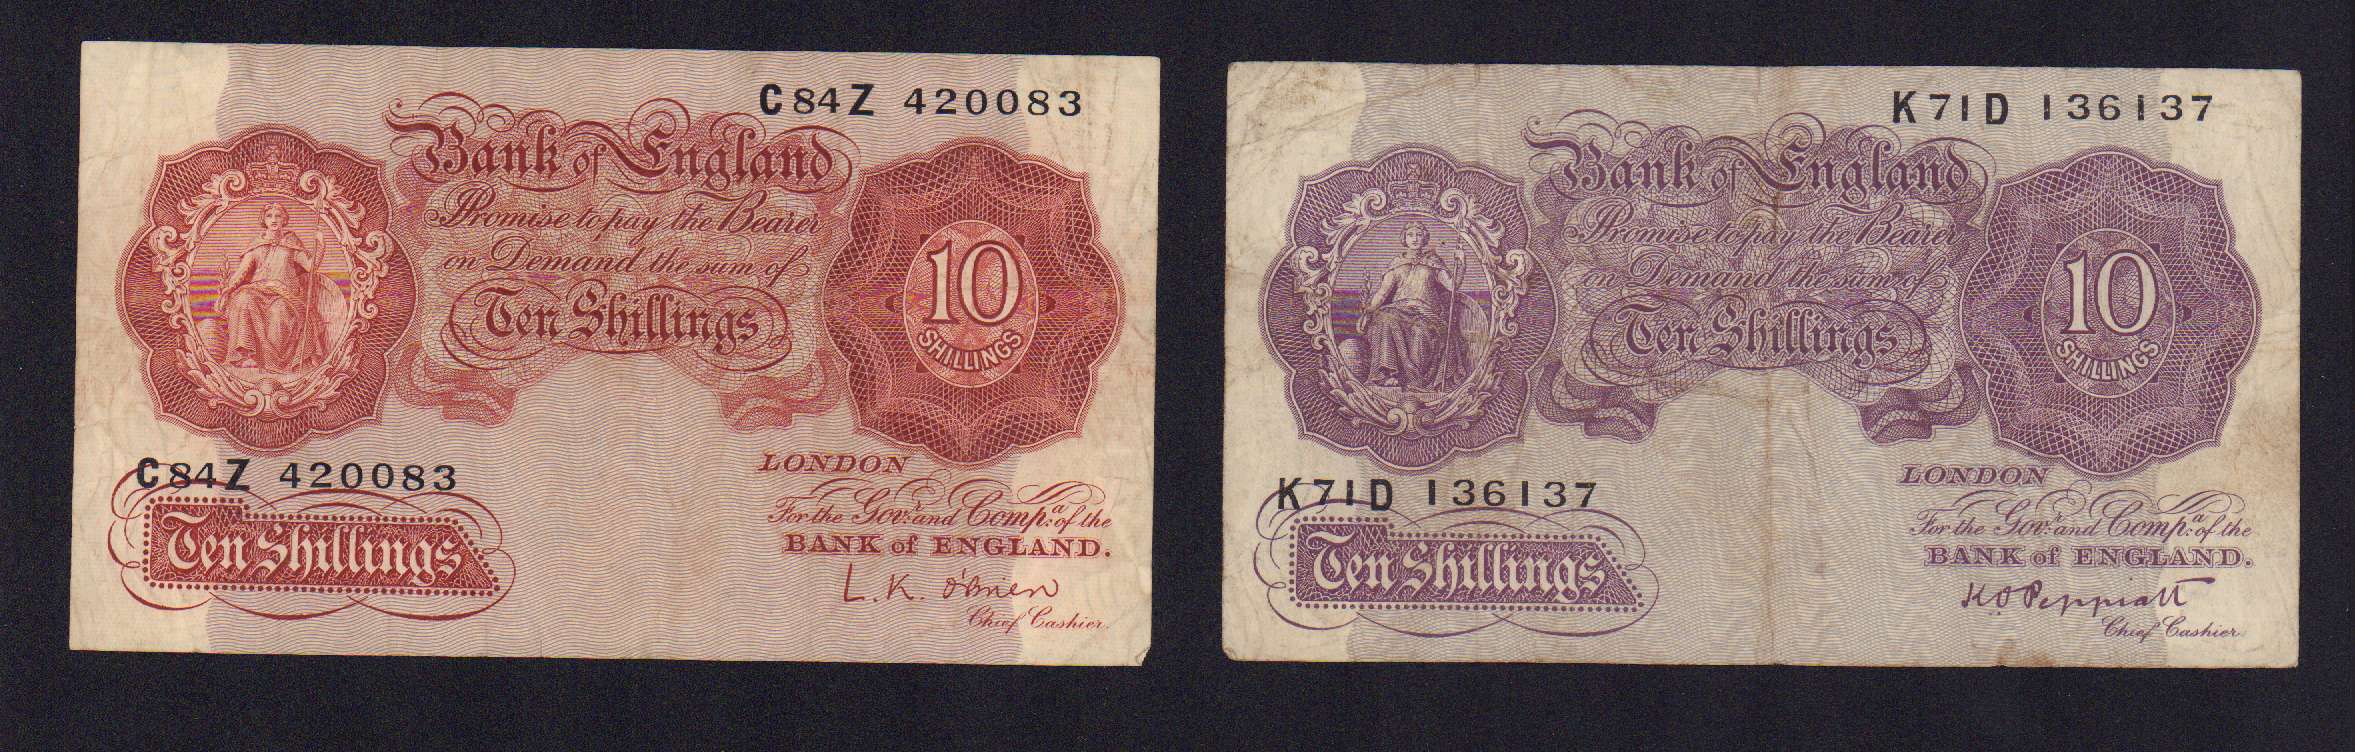 C84Z 420083
Bank of England
Promise to pay the Bearer
on Demand the sum of
Ten Shillings
10
SHILLINGS
C84Z 420083
Ten Shillings
LONDON
For the Govr. and Compa. of the
BANK of ENGLAND.
L.K. O'Brien
Chief Cashier.
K71D 136137
Bank of England
Promise to pay the Bearer
on Demand the sum of
Ten Shillings
10
SHILLINGS
K71D 136137
Ten Shillings
LONDON
For the Govr. and Compa. of the
BANK of ENGLAND.
K.O. Peppiatt
Chief Cashier.